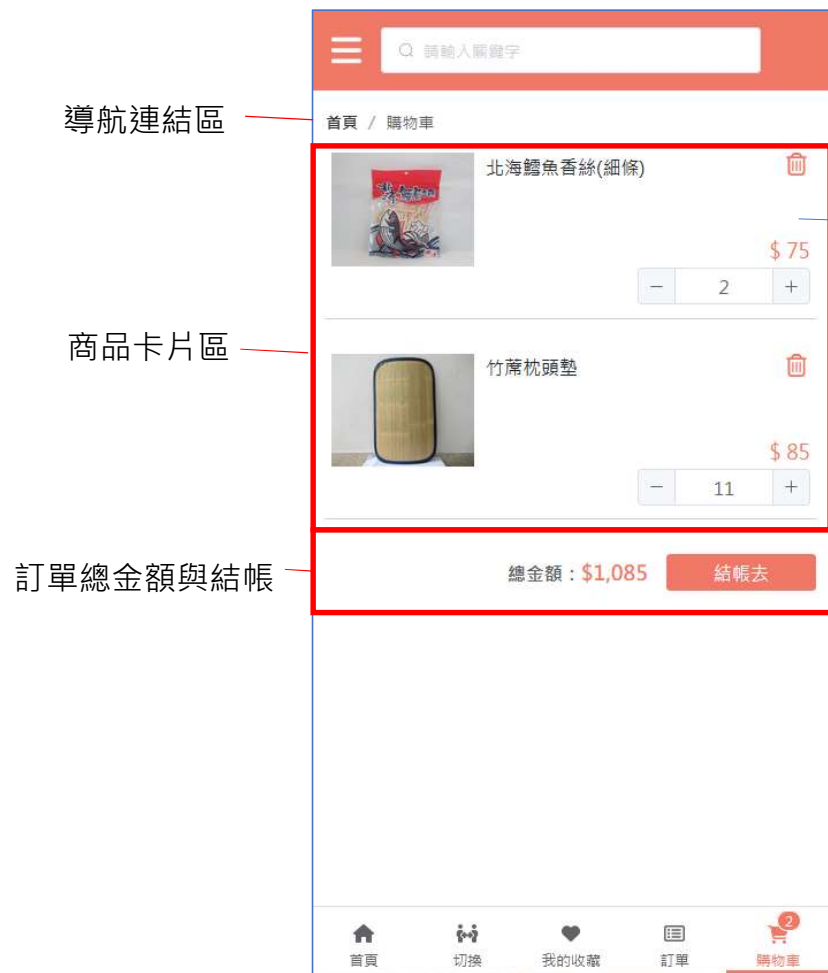 請輸入關鍵字
導航連結區
首頁 / 購物車
北海鱈魚香絲(細條)
$ 75
− 2 +
商品卡片區
竹蓆枕頭墊
$ 85
− 11 +
訂單總金額與結帳
總金額：$1,085
結帳去
2
首頁
切換
我的收藏
訂單
購物車